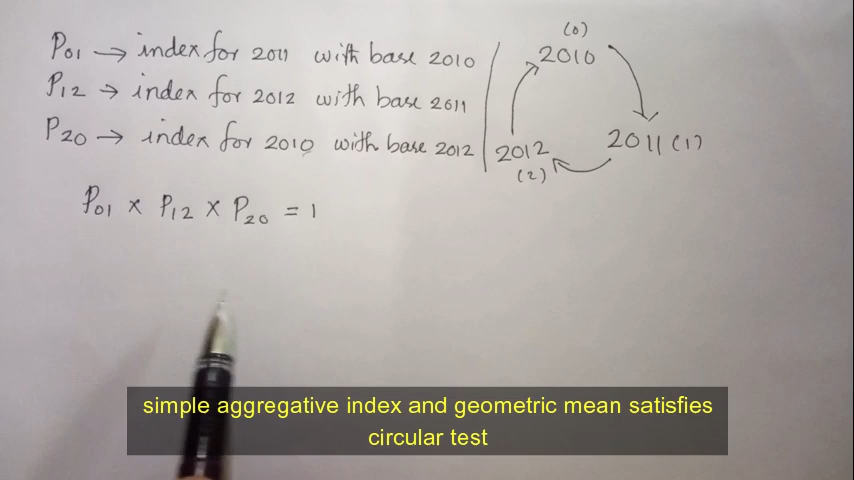 P01 → index for 2011 with base 2010
P12 → index for 2012 with base 2011
P20 → index for 2010 with base 2012
(0)
2010
2011 (1)
2012
(2)
P01 × P12 × P20 = 1
simple aggregative index and geometric mean satisfies
circular test